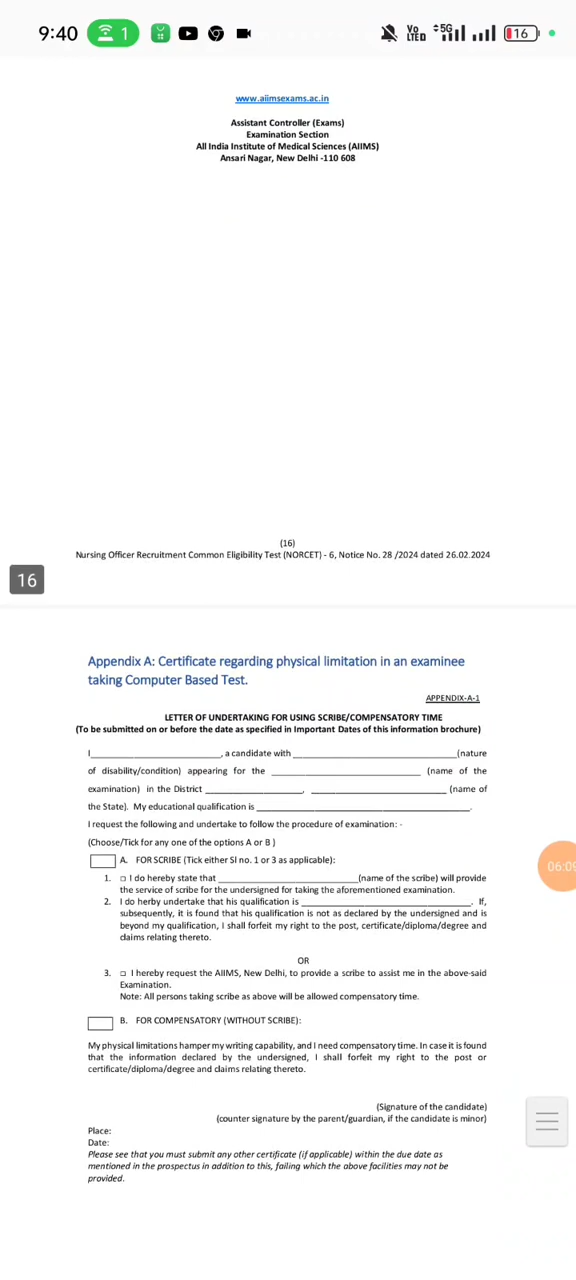 9:40
1
Vo
LTED
5G
16
www.aiimsexams.ac.in
Assistant Controller (Exams)
Examination Section
All India Institute of Medical Sciences (AIIMS)
Ansari Nagar, New Delhi -110 608
(16)
Nursing Officer Recruitment Common Eligibility Test (NORCET) - 6, Notice No. 28 /2024 dated 26.02.2024
16
Appendix A: Certificate regarding physical limitation in an examinee
taking Computer Based Test.
APPENDIX-A-1
LETTER OF UNDERTAKING FOR USING SCRIBE/COMPENSATORY TIME
(To be submitted on or before the date as specified in Important Dates of this information brochure)
I__________________________, a candidate with _________________________________(nature
of disability/condition) appearing for the ______________________________ (name of the
examination) in the District ___________________, ___________________________ (name of
the State). My educational qualification is ___________________________________________.
I request the following and undertake to follow the procedure of examination: -
(Choose/Tick for any one of the options A or B )
A. FOR SCRIBE (Tick either SI no. 1 or 3 as applicable):
1. □ I do hereby state that ____________________________(name of the scribe) will provide
the service of scribe for the undersigned for taking the aforementioned examination.
2. I do herby undertake that his qualification is __________________________________. If,
subsequently, it is found that his qualification is not as declared by the undersigned and is
beyond my qualification, I shall forfeit my right to the post, certificate/diploma/degree and
claims relating thereto.
OR
3. □ I hereby request the AIIMS, New Delhi, to provide a scribe to assist me in the above-said
Examination.
Note: All persons taking scribe as above will be allowed compensatory time.
B. FOR COMPENSATORY (WITHOUT SCRIBE):
My physical limitations hamper my writing capability, and I need compensatory time. In case it is found
that the information declared by the undersigned, I shall forfeit my right to the post or
certificate/diploma/degree and claims relating thereto.
06:09
(Signature of the candidate)
(counter signature by the parent/guardian, if the candidate is minor)
Place:
Date:
Please see that you must submit any other certificate (if applicable) within the due date as
mentioned in the prospectus in addition to this, failing which the above facilities may not be
provided.